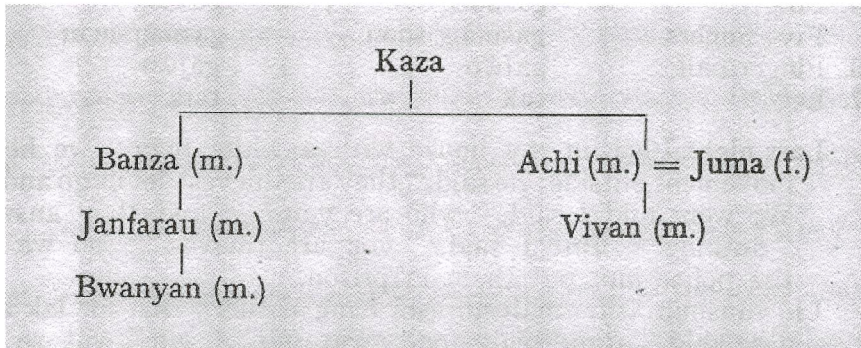 Kaza
Banza (m.) Achi (m.) = Juma (f.)
Janfarau (m.) Vivan (m.)
Bwanyan (m.)